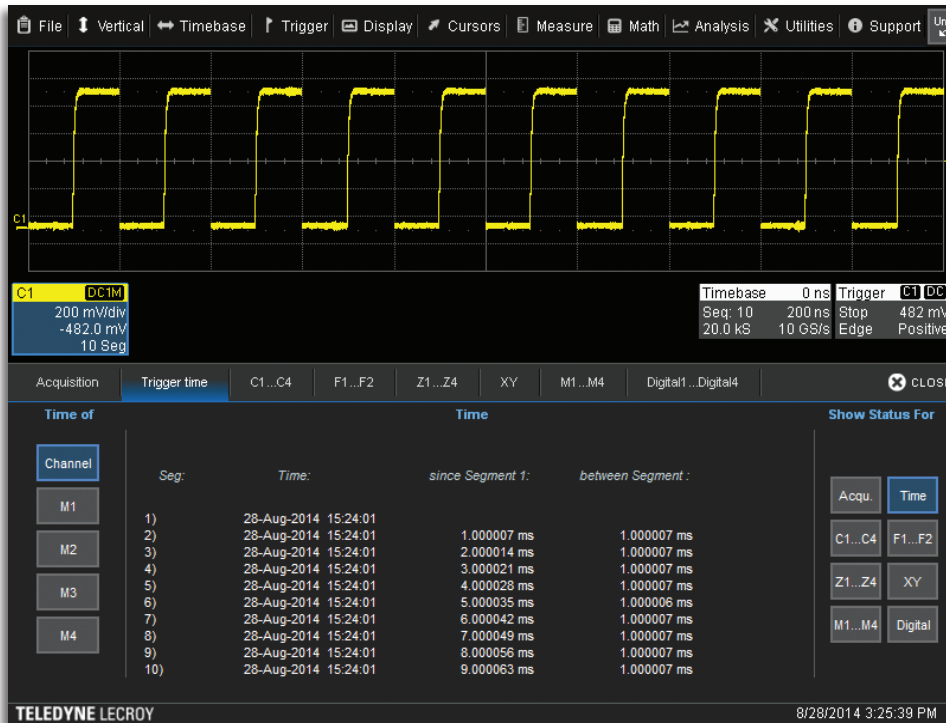 File Vertical Timebase Trigger Display Cursors Measure Math Analysis Utilities Support
C1
C1 DC1M
200 mV/div
-482.0 mV
10 Seg
Timebase 0 ns
Seq: 10 200 ns
20.0 kS 10 GS/s
Trigger C1 DC
Stop 482 mV
Edge Positive
Acquisition Trigger time C1...C4 F1...F2 Z1...Z4 XY M1...M4 Digital1...Digital4 CLOS
Time of Time Show Status For
Channel
M1
M2
M3
M4
Seg: Time: since Segment 1: between Segment :
1) 28-Aug-2014 15:24:01
2) 28-Aug-2014 15:24:01 1.000007 ms 1.000007 ms
3) 28-Aug-2014 15:24:01 2.000014 ms 1.000007 ms
4) 28-Aug-2014 15:24:01 3.000021 ms 1.000007 ms
5) 28-Aug-2014 15:24:01 4.000028 ms 1.000007 ms
6) 28-Aug-2014 15:24:01 5.000035 ms 1.000006 ms
7) 28-Aug-2014 15:24:01 6.000042 ms 1.000007 ms
8) 28-Aug-2014 15:24:01 7.000049 ms 1.000007 ms
9) 28-Aug-2014 15:24:01 8.000056 ms 1.000007 ms
10) 28-Aug-2014 15:24:01 9.000063 ms 1.000007 ms
Acqu. Time
C1...C4 F1...F2
Z1...Z4 XY
M1...M4 Digital
TELEDYNE LECROY 8/28/2014 3:25:39 PM